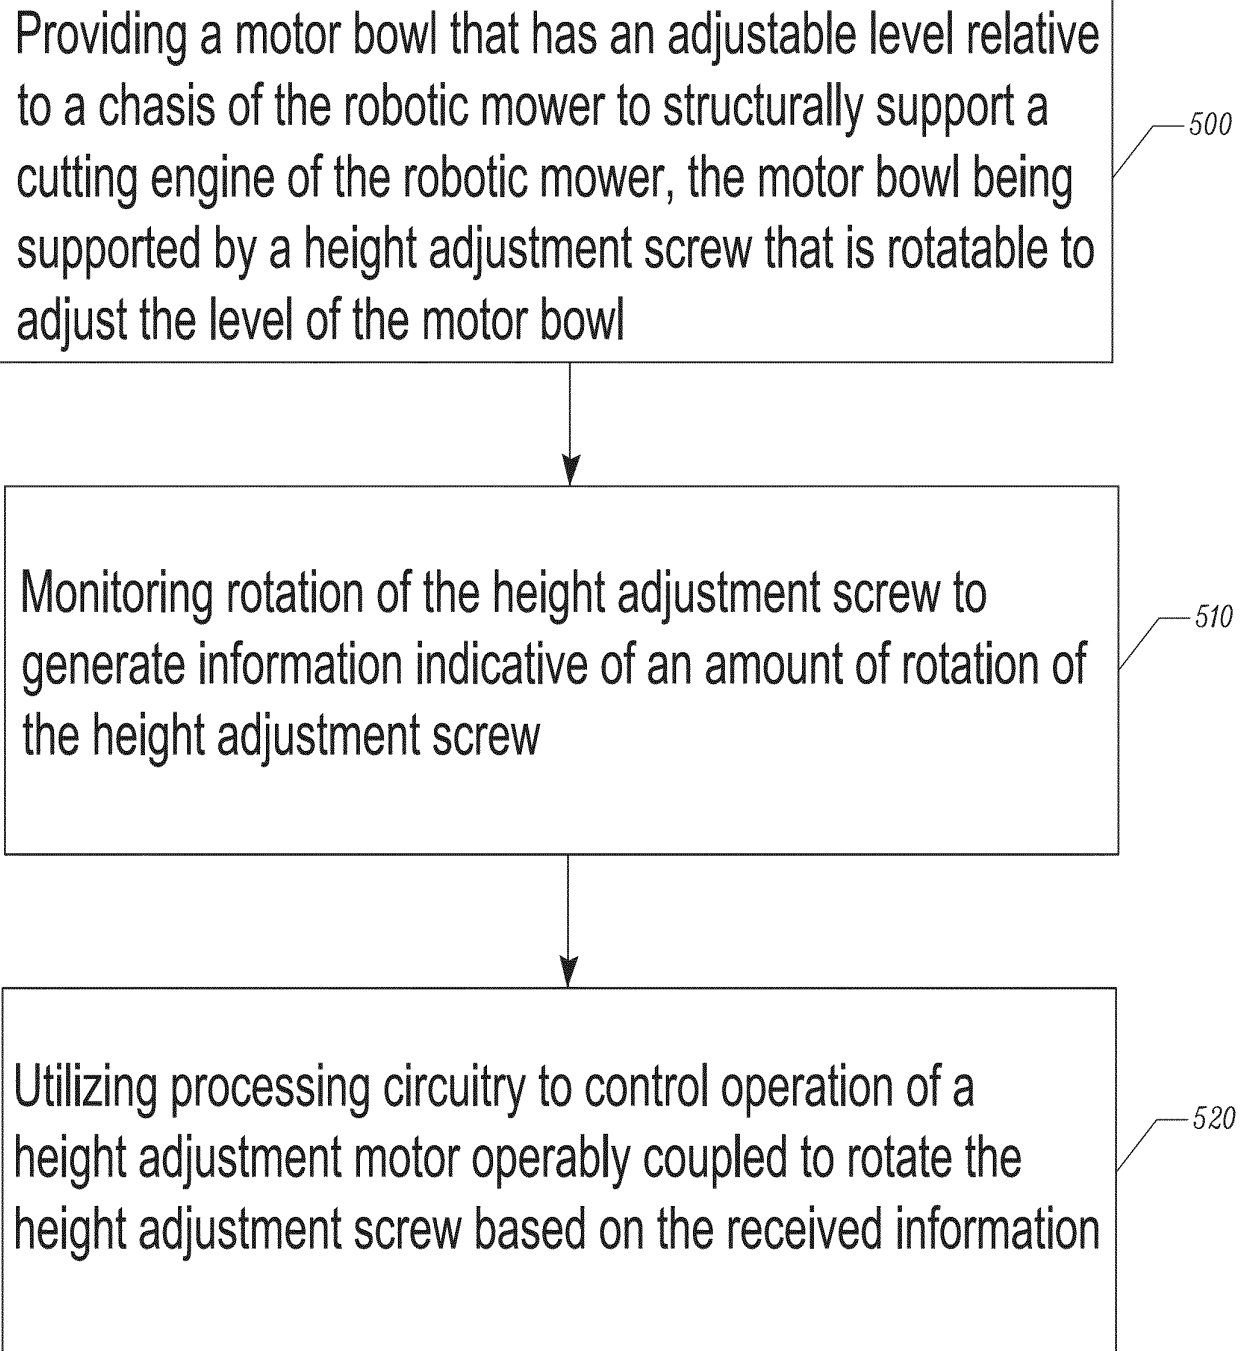 Providing a motor bowl that has an adjustable level relative
to a chasis of the robotic mower to structurally support a
cutting engine of the robotic mower, the motor bowl being
supported by a height adjustment screw that is rotatable to
adjust the level of the motor bowl
500
Monitoring rotation of the height adjustment screw to
generate information indicative of an amount of rotation of
the height adjustment screw
510
Utilizing processing circuitry to control operation of a
height adjustment motor operably coupled to rotate the
height adjustment screw based on the received information
520